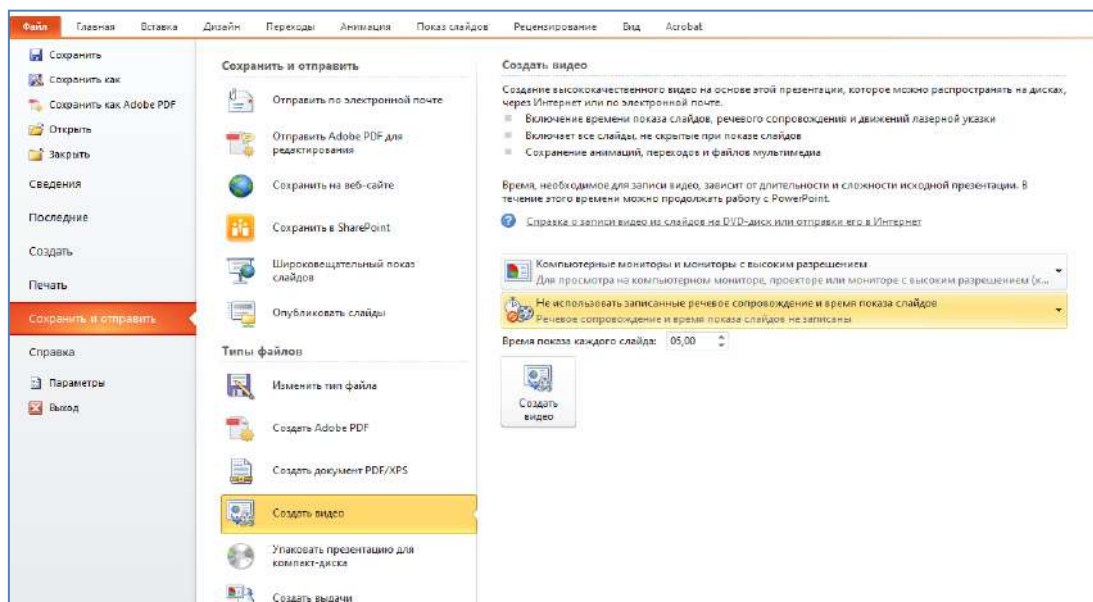 Файл Главная Вставка Дизайн Переходы Анимация Показ слайдов Рецензирование Вид Acrobat
Сохранить
Сохранить как
Сохранить как Adobe PDF
Открыть
Закрыть
Сведения
Последние
Создать
Печать
Сохранить и отправить
Справка
Параметры
Выход
Сохранить и отправить
Отправить по электронной почте
Отправить Adobe PDF для
редактирования
Сохранить на веб-сайте
Сохранить в SharePoint
Широковещательный показ
слайдов
Опубликовать слайды
Типы файлов
Изменить тип файла
Создать Adobe PDF
Создать документ PDF/XPS
Создать видео
Упаковать презентацию для
компакт-диска
Создать выдачи
Создать видео
Создание высококачественного видео на основе этой презентации, которое можно распространять на дисках,
через Интернет или по электронной почте.
Включение времени показа слайдов, речевого сопровождения и движений лазерной указки
Включает все слайды, не скрытые при показе слайдов
Сохранение анимаций, переходов и файлов мультимедиа
Время, необходимое для записи видео, зависит от длительности и сложности исходной презентации. В
течение этого времени можно продолжать работу с PowerPoint.
Справка о записи видео из слайдов на DVD-диск или отправки его в Интернет
Компьютерные мониторы и мониторы с высоким разрешением
Для просмотра на компьютерном мониторе, проекторе или мониторе с высоким разрешением (к...
Не использовать записанные речевое сопровождение и время показа слайдов
Речевое сопровождение и время показа слайдов не записаны
Время показа каждого слайда: 05,00
Создать
видео